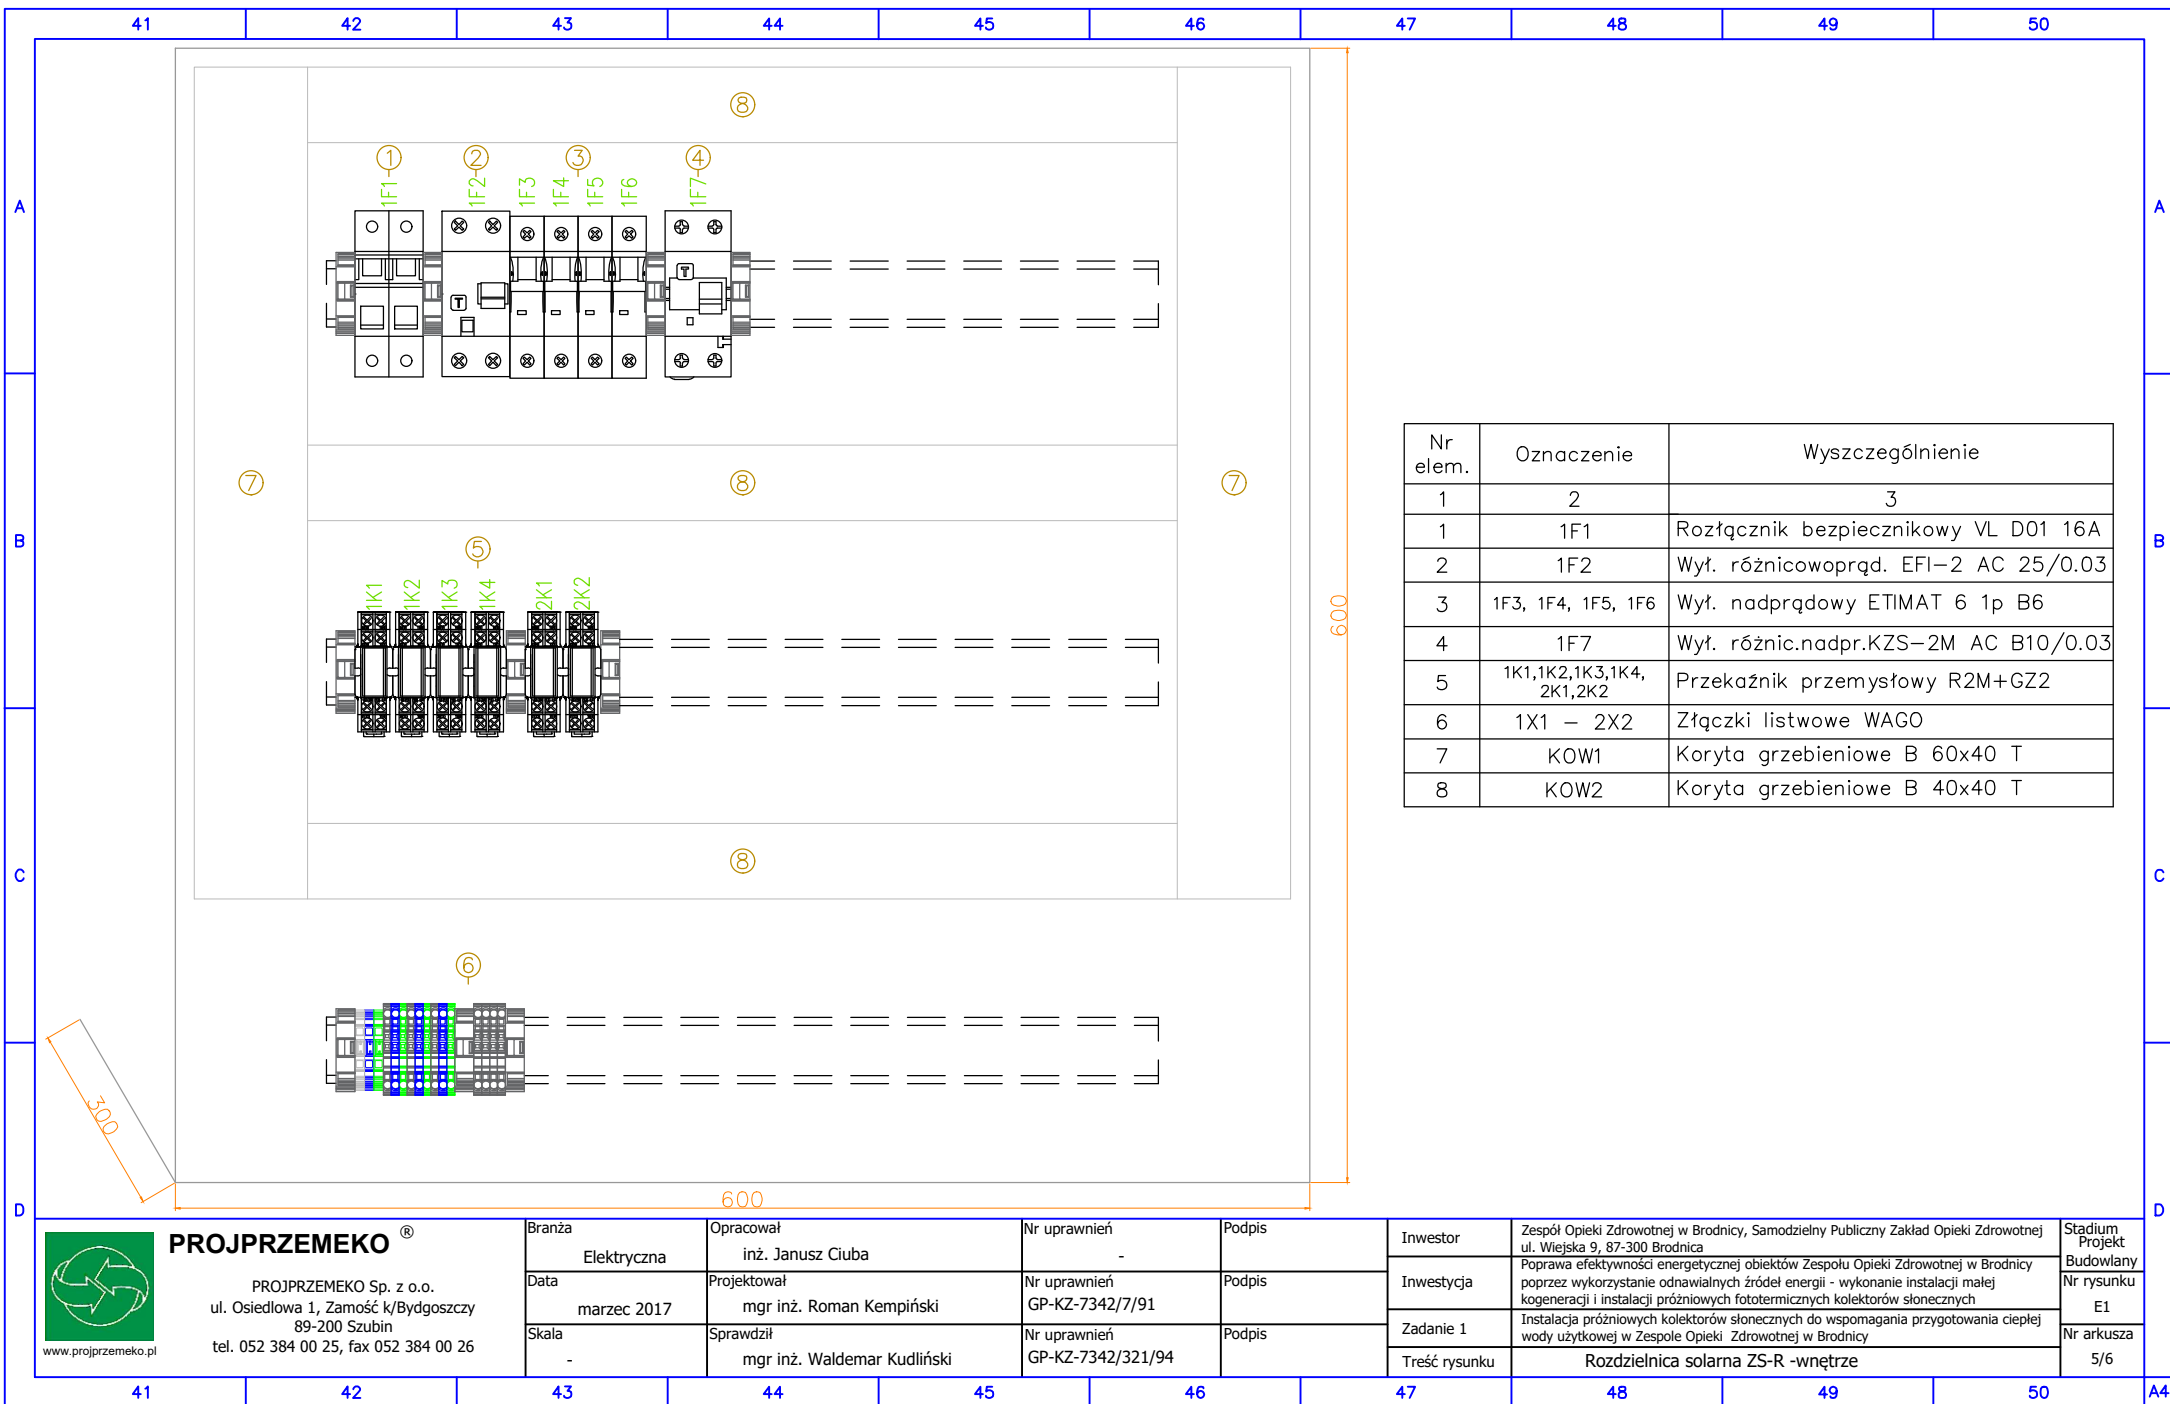 41 42 43 44 45 46 47 48 49 50
A A
B B
C C
D D
8
1 2 3 4
1F1 1F2 1F3 1F4 1F5 1F6 1F7
7 8 7
5
1K1 1K2 1K3 1K4 2K1 2K2
8
6
600
300
600
T T
Nr elem. Oznaczenie Wyszczególnienie
1 2 3
1 1F1 Rozłącznik bezpiecznikowy VL D01 16A
2 1F2 Wył. różnicowoprąd. EFI-2 AC 25/0.03
3 1F3, 1F4, 1F5, 1F6 Wył. nadprądowy ETIMAT 6 1p B6
4 1F7 Wył. różnic.nadpr.KZS-2M AC B10/0.03
5 1K1,1K2,1K3,1K4, 2K1,2K2 Przekaźnik przemysłowy R2M+GZ2
6 1X1 - 2X2 Złączki listwowe WAGO
7 KOW1 Koryta grzebieniowe B 60x40 T
8 KOW2 Koryta grzebieniowe B 40x40 T
PROJPRZEMEKO ®
PROJPRZEMEKO Sp. z o.o.
ul. Osiedlowa 1, Zamość k/Bydgoszczy
89-200 Szubin
tel. 052 384 00 25, fax 052 384 00 26
www.projprzemeko.pl
Branża
Elektryczna
Data
marzec 2017
Skala
-
Opracował
inż. Janusz Ciuba
Projektował
mgr inż. Roman Kempiński
Sprawdził
mgr inż. Waldemar Kudliński
Nr uprawnień
-
Nr uprawnień
GP-KZ-7342/7/91
Nr uprawnień
GP-KZ-7342/321/94
Podpis
Podpis
Podpis
Inwestor
Zespół Opieki Zdrowotnej w Brodnicy, Samodzielny Publiczny Zakład Opieki Zdrowotnej
ul. Wiejska 9, 87-300 Brodnica
Inwestycja
Poprawa efektywności energetycznej obiektów Zespołu Opieki Zdrowotnej w Brodnicy
poprzez wykorzystanie odnawialnych źródeł energii - wykonanie instalacji małej
kogeneracji i instalacji próżniowych fototermicznych kolektorów słonecznych
Zadanie 1
Instalacja próżniowych kolektorów słonecznych do wspomagania przygotowania ciepłej
wody użytkowej w Zespole Opieki Zdrowotnej w Brodnicy
Treść rysunku
Rozdzielnica solarna ZS-R -wnętrze
Stadium
Projekt
Budowlany
Nr rysunku
E1
Nr arkusza
5/6
41 42 43 44 45 46 47 48 49 50 A4